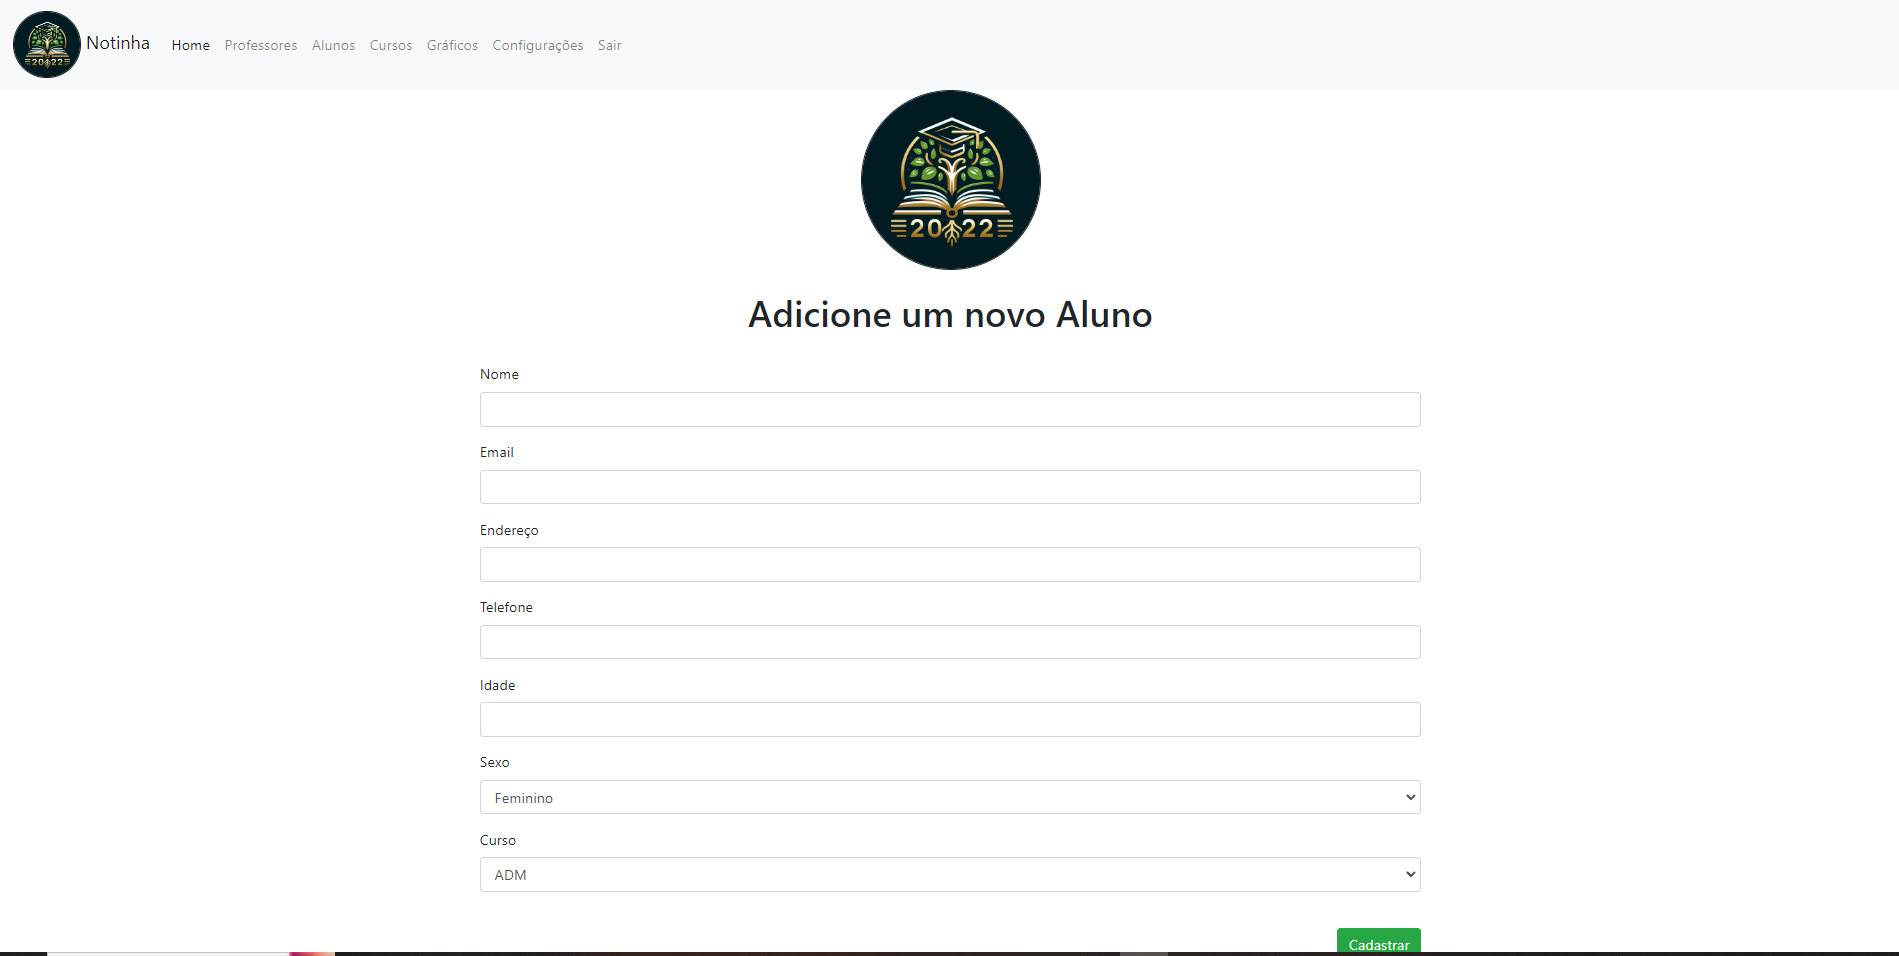 2022
Notinha Home Professores Alunos Cursos Gráficos Configurações Sair
2022
Adicione um novo Aluno
Nome
Email
Endereço
Telefone
Idade
Sexo
Feminino
Curso
ADM
Cadastrar